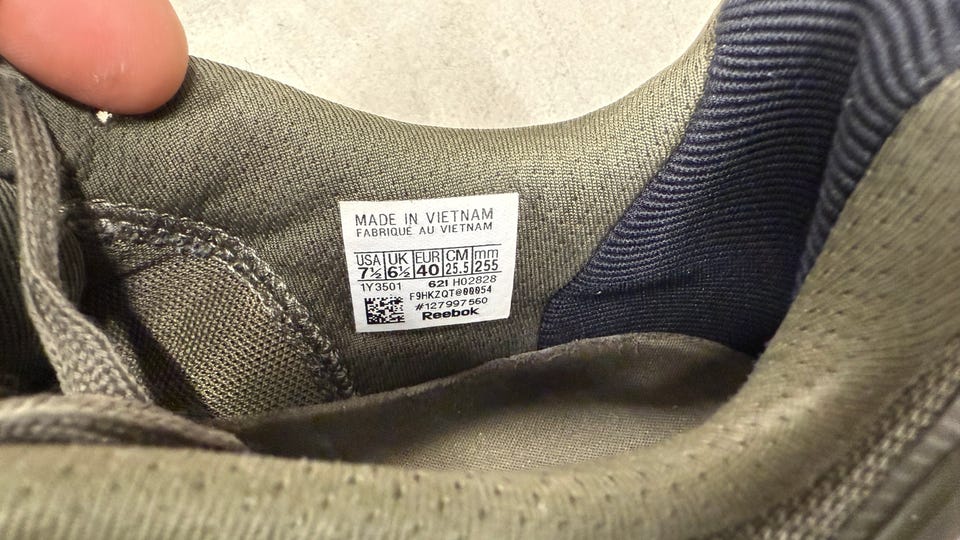 MADE IN VIETNAM
FABRIQUÉ AU VIETNAM
USA UK EUR CM mm
7½ 6½ 40 25.5 255
1Y3501 62I H02828
F9HKZQT@00054
#127997560
Reebok